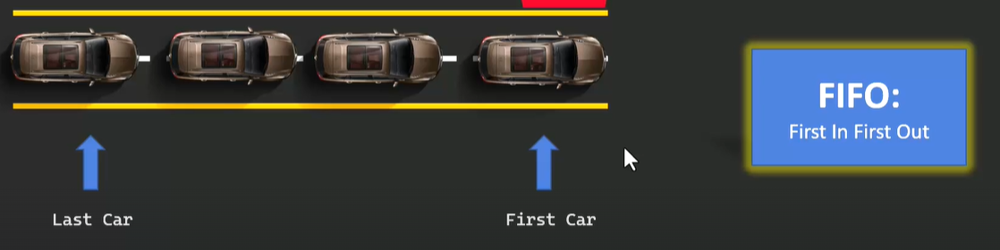 FIFO:
First In First Out
Last Car
First Car